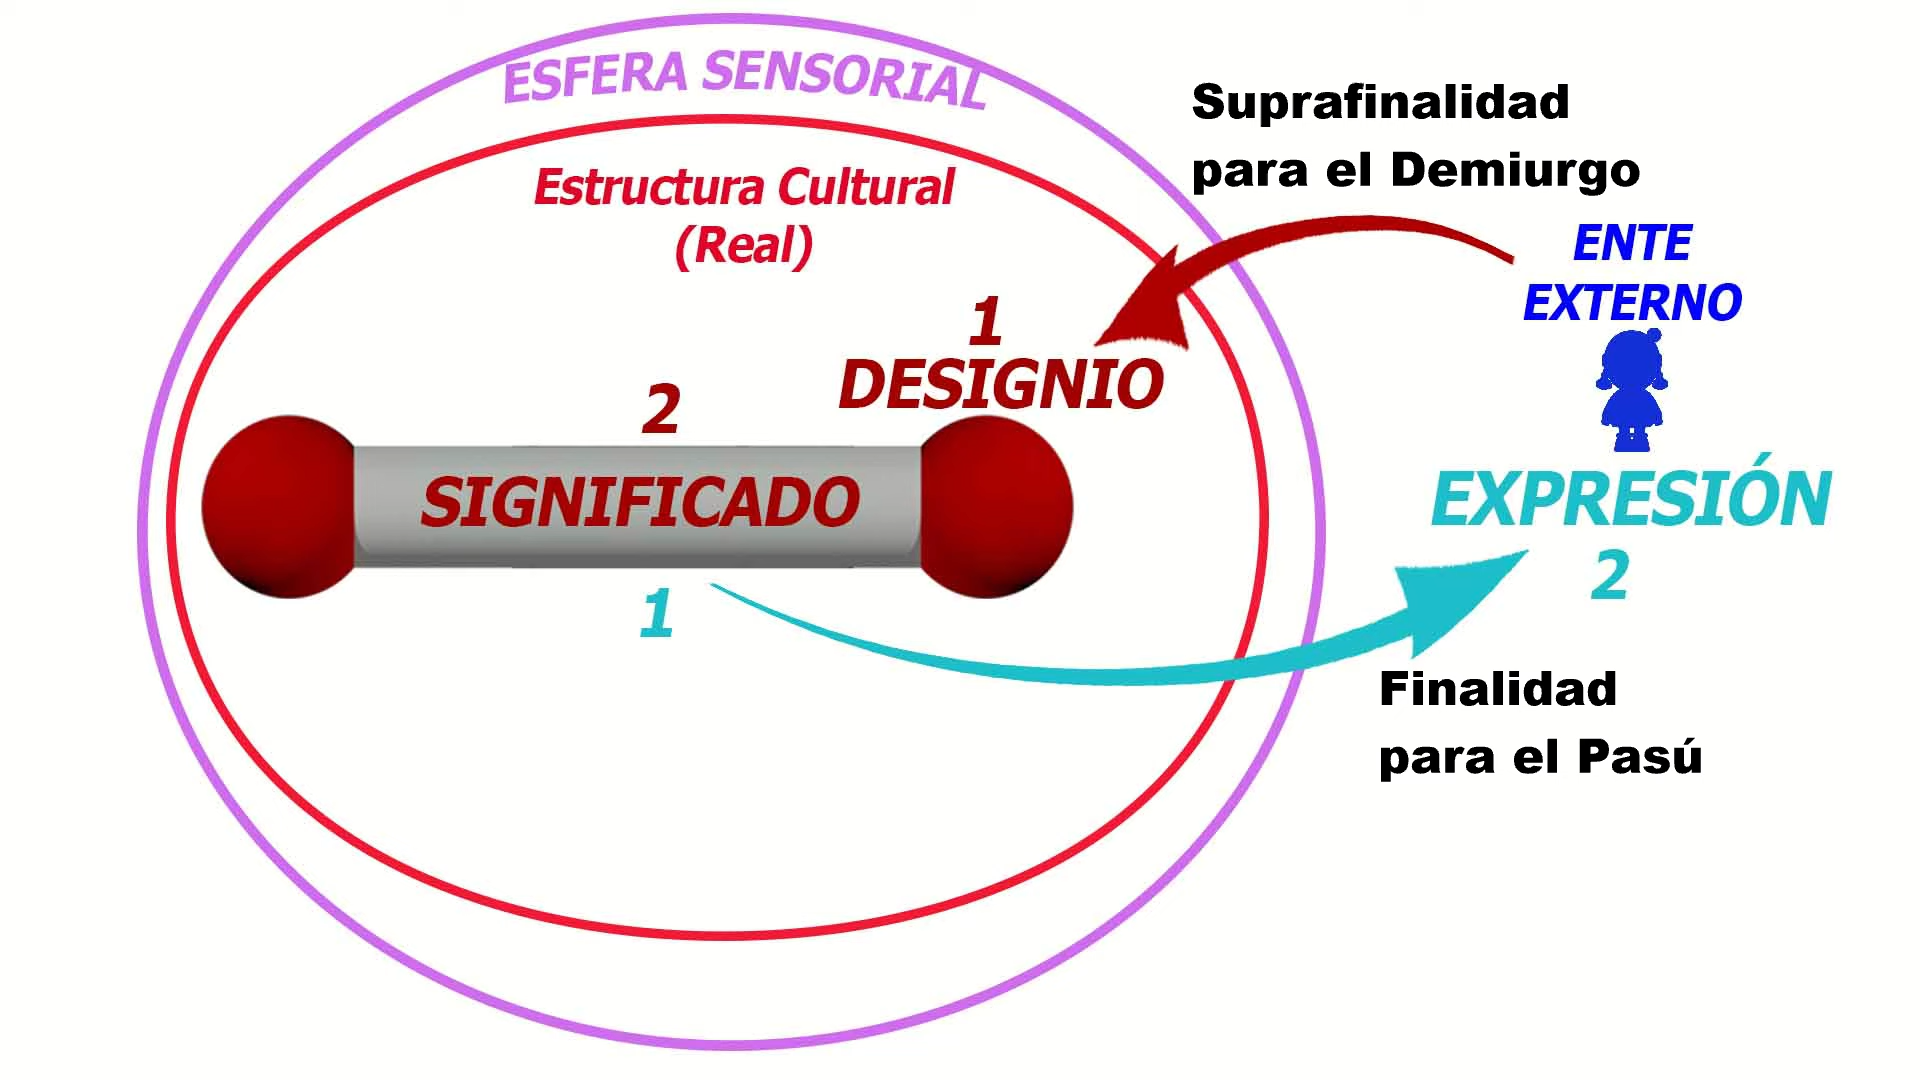 ESFERA SENSORIAL
Estructura Cultural
(Real)
Suprafinalidad
para el Demiurgo
ENTE
EXTERNO
1
DESIGNIO
2
SIGNIFICADO
1
EXPRESIÓN
2
Finalidad
para el Pasú